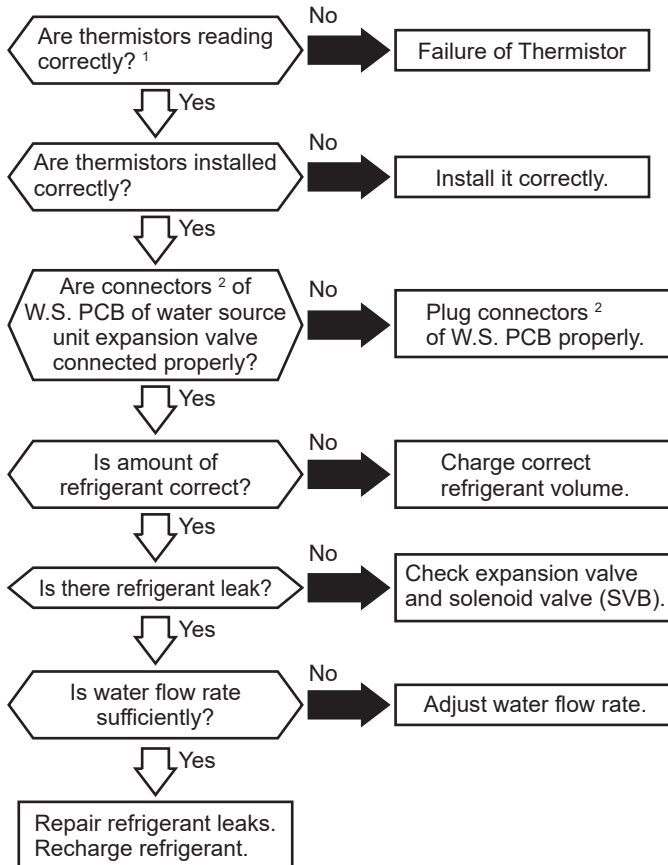 Are thermistors reading
correctly? 1
No
Failure of Thermistor
Yes
Are thermistors installed
correctly?
No
Install it correctly.
Yes
Are connectors 2 of
W.S. PCB of water source
unit expansion valve
connected properly?
No
Plug connectors 2
of W.S. PCB properly.
Yes
Is amount of
refrigerant correct?
No
Charge correct
refrigerant volume.
Yes
Is there refrigerant leak?
No
Check expansion valve
and solenoid valve (SVB).
Yes
Is water flow rate
sufficiently?
No
Adjust water flow rate.
Yes
Repair refrigerant leaks.
Recharge refrigerant.